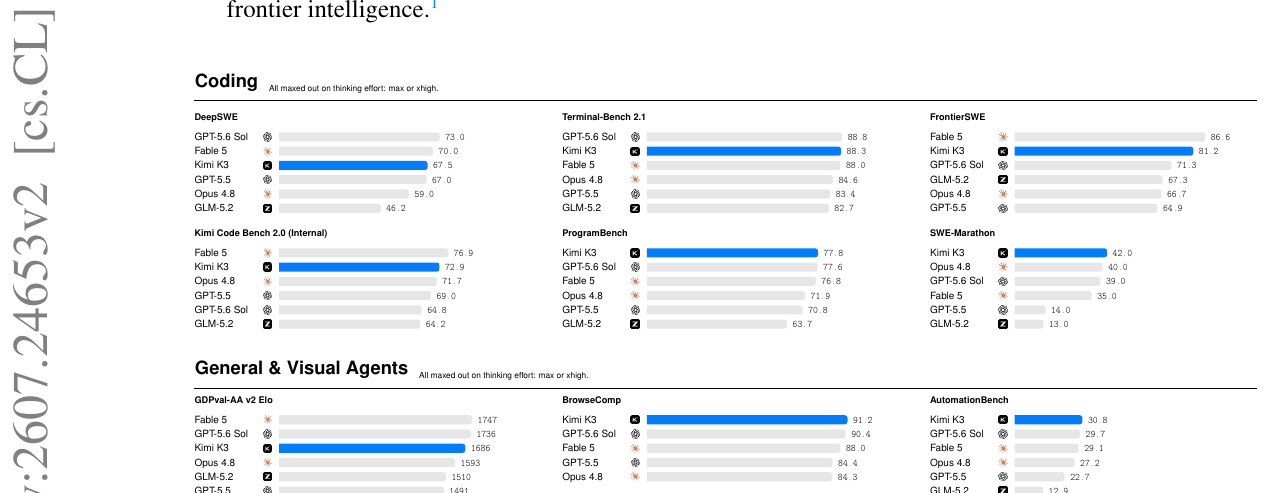 frontier intelligence.1
v:2607.24653v2 [cs.CL]
Coding All maxed out on thinking effort: max or xhigh.
DeepSWE
GPT-5.6 Sol 73.0
Fable 5 70.0
Kimi K3 67.5
GPT-5.5 67.0
Opus 4.8 59.0
GLM-5.2 46.2
Terminal-Bench 2.1
GPT-5.6 Sol 88.8
Kimi K3 88.3
Fable 5 88.0
Opus 4.8 84.6
GPT-5.5 83.4
GLM-5.2 82.7
FrontierSWE
Fable 5 86.6
Kimi K3 81.2
GPT-5.6 Sol 71.3
GLM-5.2 67.3
Opus 4.8 66.7
GPT-5.5 64.9
Kimi Code Bench 2.0 (Internal)
Fable 5 76.9
Kimi K3 72.9
Opus 4.8 71.7
GPT-5.5 69.0
GPT-5.6 Sol 64.8
GLM-5.2 64.2
ProgramBench
Kimi K3 77.8
GPT-5.6 Sol 77.6
Fable 5 76.8
Opus 4.8 71.9
GPT-5.5 70.8
GLM-5.2 63.7
SWE-Marathon
Kimi K3 42.0
Opus 4.8 40.0
GPT-5.6 Sol 39.0
Fable 5 35.0
GPT-5.5 14.0
GLM-5.2 13.0
General & Visual Agents All maxed out on thinking effort: max or xhigh.
GDPval-AA v2 Elo
Fable 5 1747
GPT-5.6 Sol 1736
Kimi K3 1686
Opus 4.8 1593
GLM-5.2 1510
GPT-5.5 1491
BrowseComp
Kimi K3 91.2
GPT-5.6 Sol 90.4
Fable 5 88.0
GPT-5.5 84.4
Opus 4.8 84.3
AutomationBench
Kimi K3 30.8
GPT-5.6 Sol 29.7
Fable 5 29.1
Opus 4.8 27.2
GPT-5.5 22.7
GLM-5.2 12.9